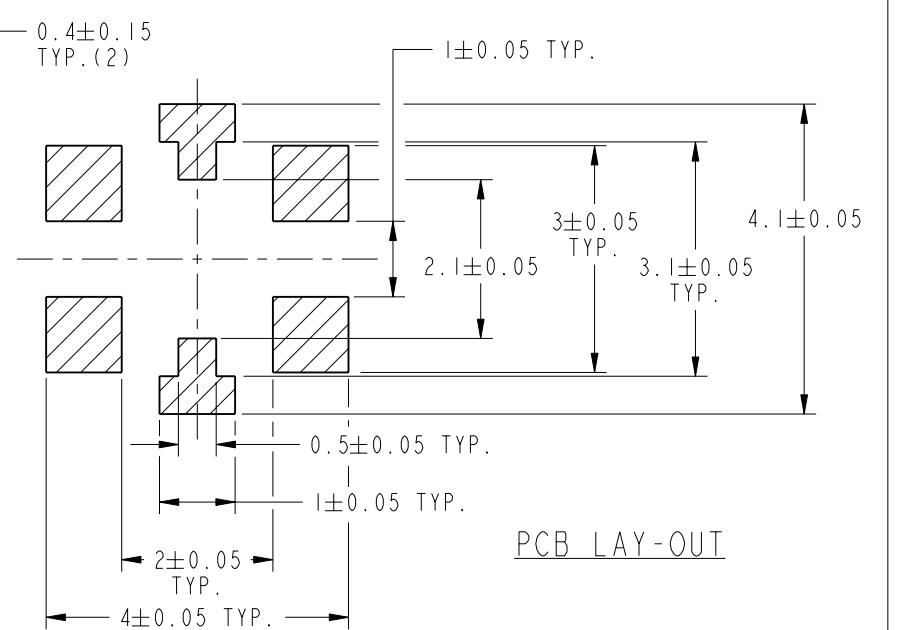 0.4±0.15
TYP.(2)
1±0.05 TYP.
4.1±0.05
3±0.05
TYP.
2.1±0.05
3.1±0.05
TYP.
0.5±0.05 TYP.
1±0.05 TYP.
PCB LAY-OUT
2±0.05
TYP.
4±0.05 TYP.